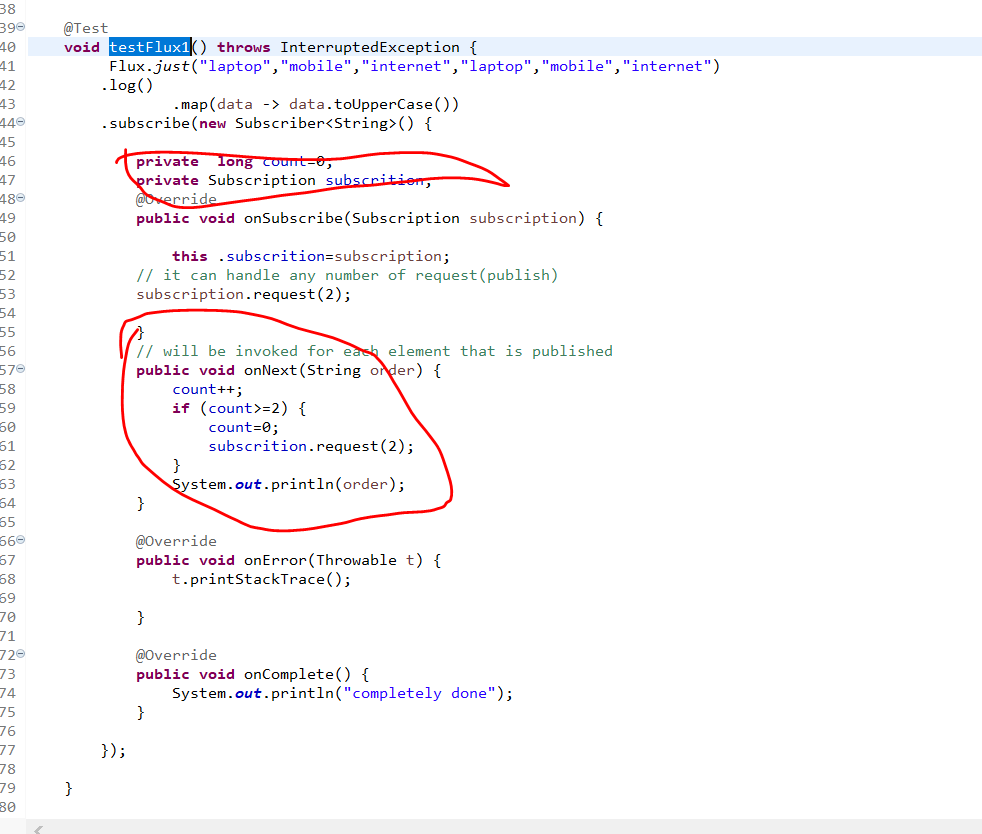 38
39 @Test
40 void testFlux1() throws InterruptedException {
41 Flux.just("laptop","mobile","internet","laptop","mobile","internet")
42 .log()
43 .map(data -> data.toUpperCase())
44 .subscribe(new Subscriber<String>() {
45
46 private long count=0;
47 private Subscription subscrition;
48 @Override
49 public void onSubscribe(Subscription subscription) {
50
51 this .subscrition=subscription;
52 // it can handle any number of request(publish)
53 subscription.request(2);
54
55 }
56 // will be invoked for each element that is published
57 public void onNext(String order) {
58 count++;
59 if (count>=2) {
60 count=0;
61 subscrition.request(2);
62 }
63 System.out.println(order);
64 }
65
66 @Override
67 public void onError(Throwable t) {
68 t.printStackTrace();
69
70 }
71
72 @Override
73 public void onComplete() {
74 System.out.println("completely done");
75 }
76
77 });
78
79 }
80